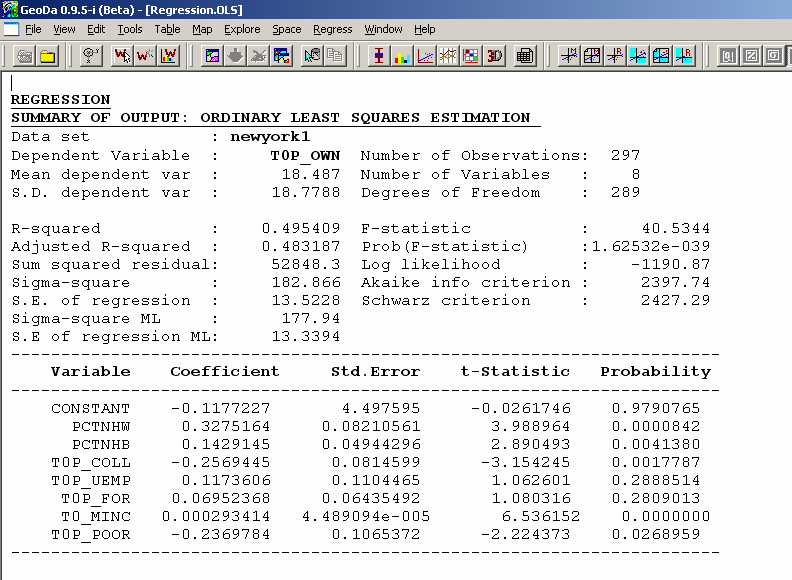 GeoDa 0.9.5-i (Beta) - [Regression.OLS]
File View Edit Tools Table Map Explore Space Regress Options Window Help
W W W 3D M R R
REGRESSION
SUMMARY OF OUTPUT: ORDINARY LEAST SQUARES ESTIMATION
Data set : newyork1
Dependent Variable : T0P_OWN Number of Observations: 297
Mean dependent var : 18.487 Number of Variables : 8
S.D. dependent var : 18.7788 Degrees of Freedom : 289
R-squared : 0.495409 F-statistic : 40.5344
Adjusted R-squared : 0.483187 Prob(F-statistic) :1.62532e-039
Sum squared residual: 52848.3 Log likelihood : -1190.87
Sigma-square : 182.866 Akaike info criterion : 2397.74
S.E. of regression : 13.5228 Schwarz criterion : 2427.29
Sigma-square ML : 177.94
S.E of regression ML: 13.3394
Variable Coefficient Std.Error t-Statistic Probability
CONSTANT -0.1177227 4.497595 -0.0261746 0.9790765
PCTNHW 0.3275164 0.08210561 3.988964 0.0000842
PCTNHB 0.1429145 0.04944296 2.890493 0.0041380
T0P_COLL -0.2569445 0.0814599 -3.154245 0.0017787
T0P_UEMP 0.1173606 0.1104465 1.062601 0.2888514
T0P_FOR 0.06952368 0.06435492 1.080316 0.2809013
T0_MINC 0.000293414 4.489094e-005 6.536152 0.0000000
T0P_POOR -0.2369784 0.1065372 -2.224373 0.0268959